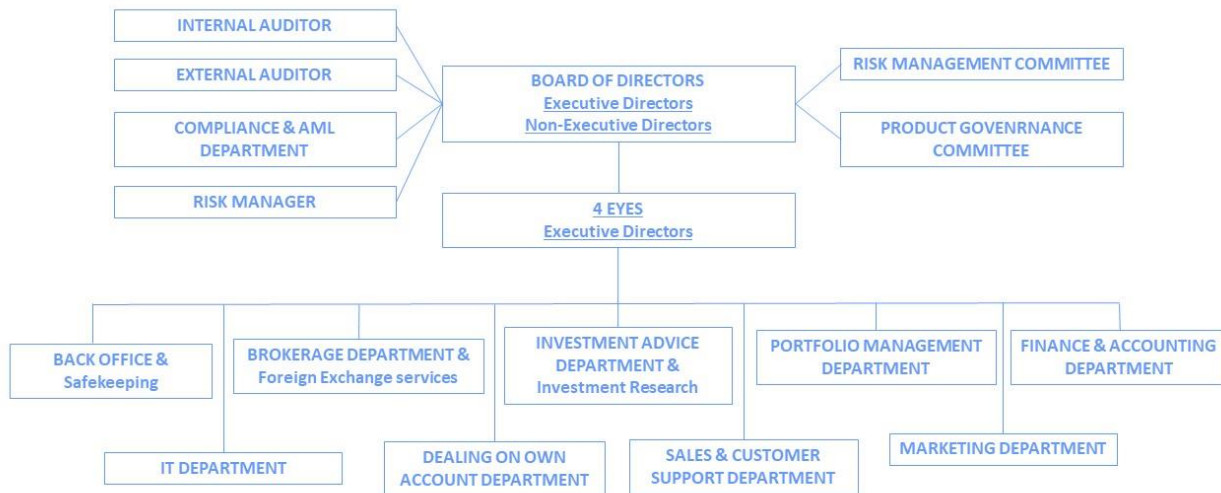 INTERNAL AUDITOR
EXTERNAL AUDITOR
COMPLIANCE & AML
DEPARTMENT
RISK MANAGER
BOARD OF DIRECTORS
Executive Directors
Non-Executive Directors
RISK MANAGEMENT COMMITTEE
PRODUCT GOVENRNANCE
COMMITTEE
4 EYES
Executive Directors
BACK OFFICE &
Safekeeping
BROKERAGE DEPARTMENT &
Foreign Exchange services
INVESTMENT ADVICE
DEPARTMENT &
Investment Research
PORTFOLIO MANAGEMENT
DEPARTMENT
FINANCE & ACCOUNTING
DEPARTMENT
IT DEPARTMENT
DEALING ON OWN
ACCOUNT DEPARTMENT
SALES & CUSTOMER
SUPPORT DEPARTMENT
MARKETING DEPARTMENT